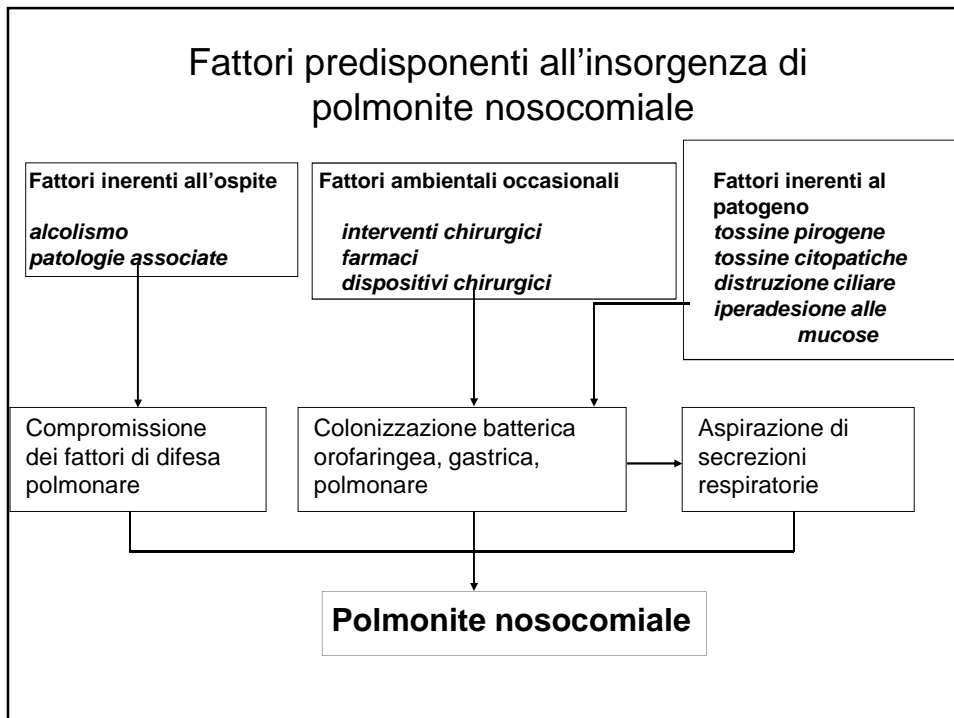 Fattori predisponenti all'insorgenza di
polmonite nosocomiale
Fattori inerenti all'ospite
alcolismo
patologie associate
Fattori ambientali occasionali
interventi chirurgici
farmaci
dispositivi chirurgici
Fattori inerenti al
patogeno
tossine pirogene
tossine citopatiche
distruzione ciliare
iperadesione alle
mucose
Compromissione
dei fattori di difesa
polmonare
Colonizzazione batterica
orofaringea, gastrica,
polmonare
Aspirazione di
secrezioni
respiratorie
Polmonite nosocomiale